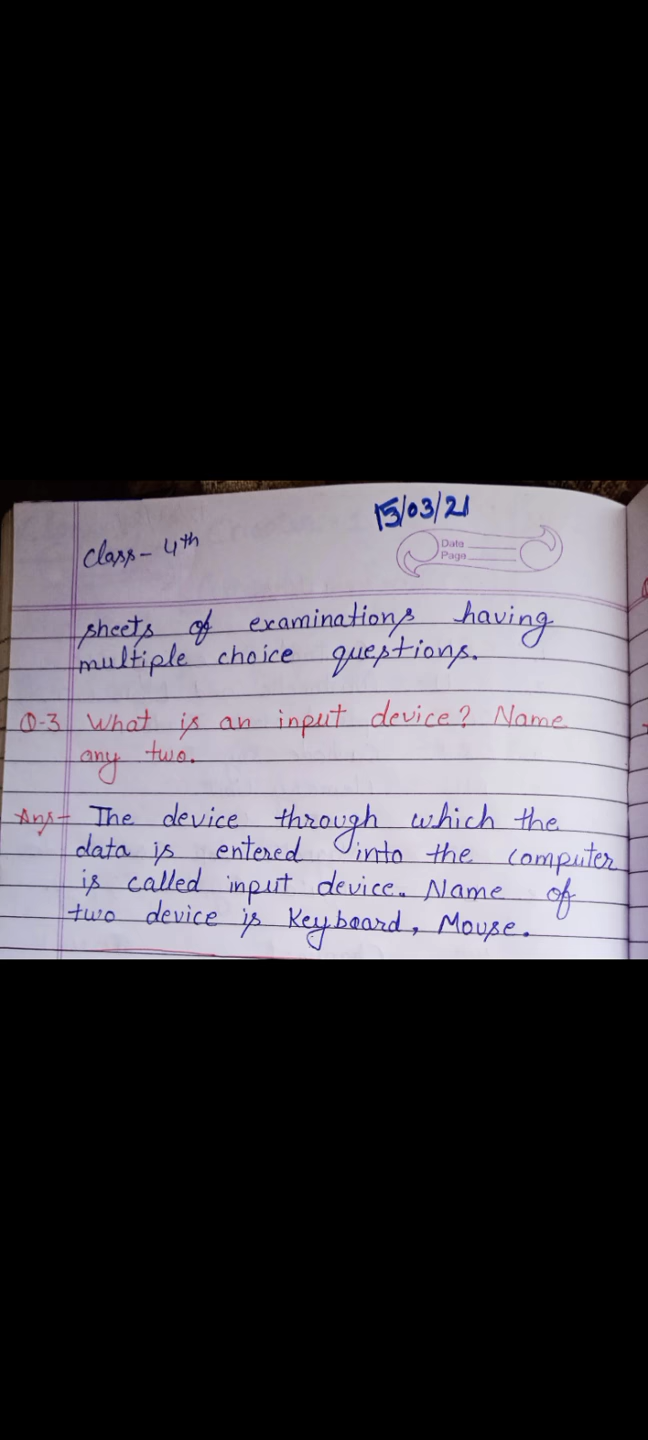 15/03/21
Class- 4th
Date
Page
sheets of examinations having
multiple choice questions.
Q-3 What is an input device? Name
any two.
Ans- The device through which the
data is entered into the computer
is called input device. Name of
two device is Keyboard, Mouse.